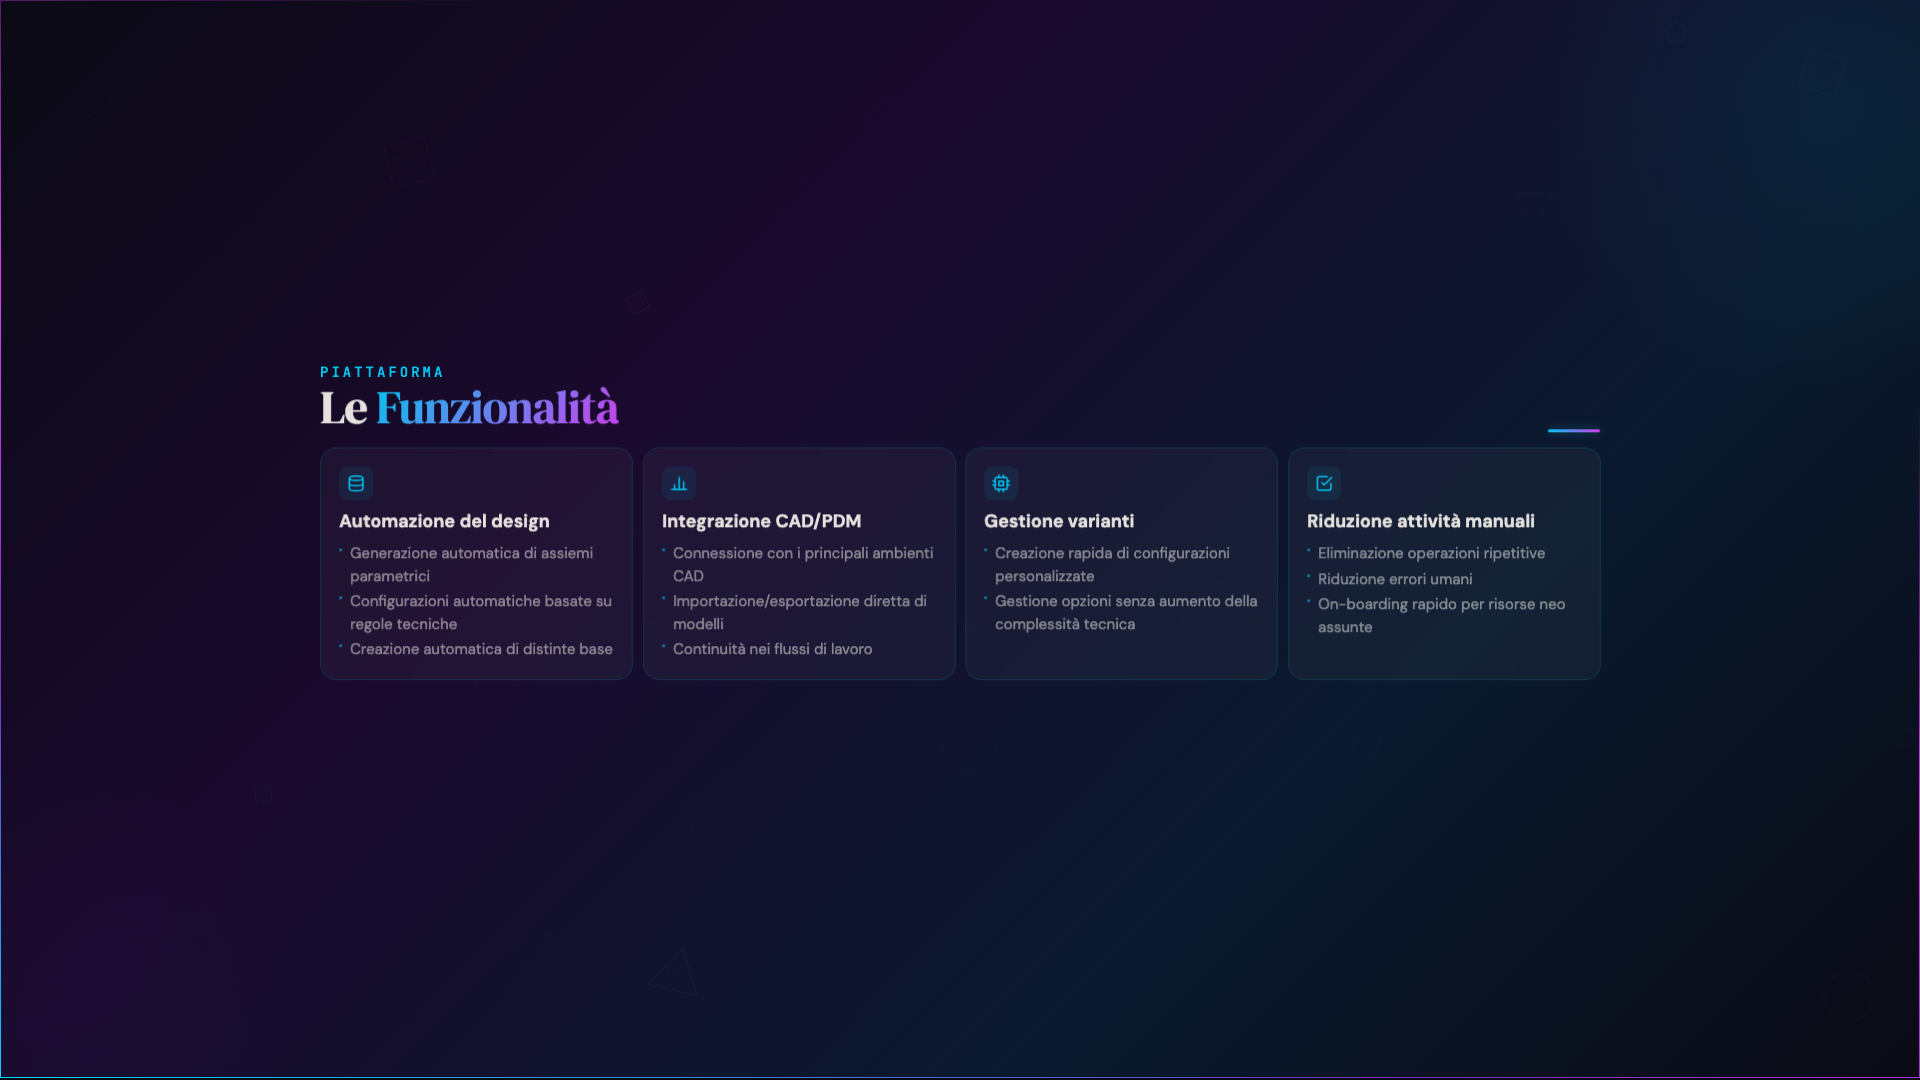 PIATTAFORMA
Le Funzionalità
Automazione del design
Generazione automatica di assiemi
parametrici
Configurazioni automatiche basate su
regole tecniche
Creazione automatica di distinte base
Integrazione CAD/PDM
Connessione con i principali ambienti
CAD
Importazione/esportazione diretta di
modelli
Continuità nei flussi di lavoro
Gestione varianti
Creazione rapida di configurazioni
personalizzate
Gestione opzioni senza aumento della
complessità tecnica
Riduzione attività manuali
Eliminazione operazioni ripetitive
Riduzione errori umani
On-boarding rapido per risorse neo
assunte